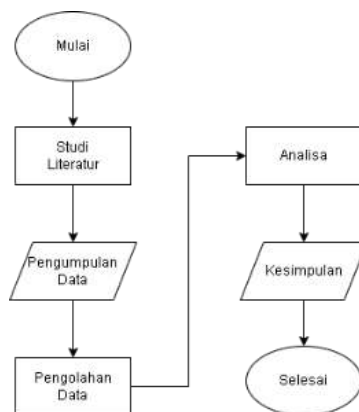 Mulai
Studi
Literatur
Pengumpulan
Data
Pengolahan
Data
Analisa
Kesimpulan
Selesai